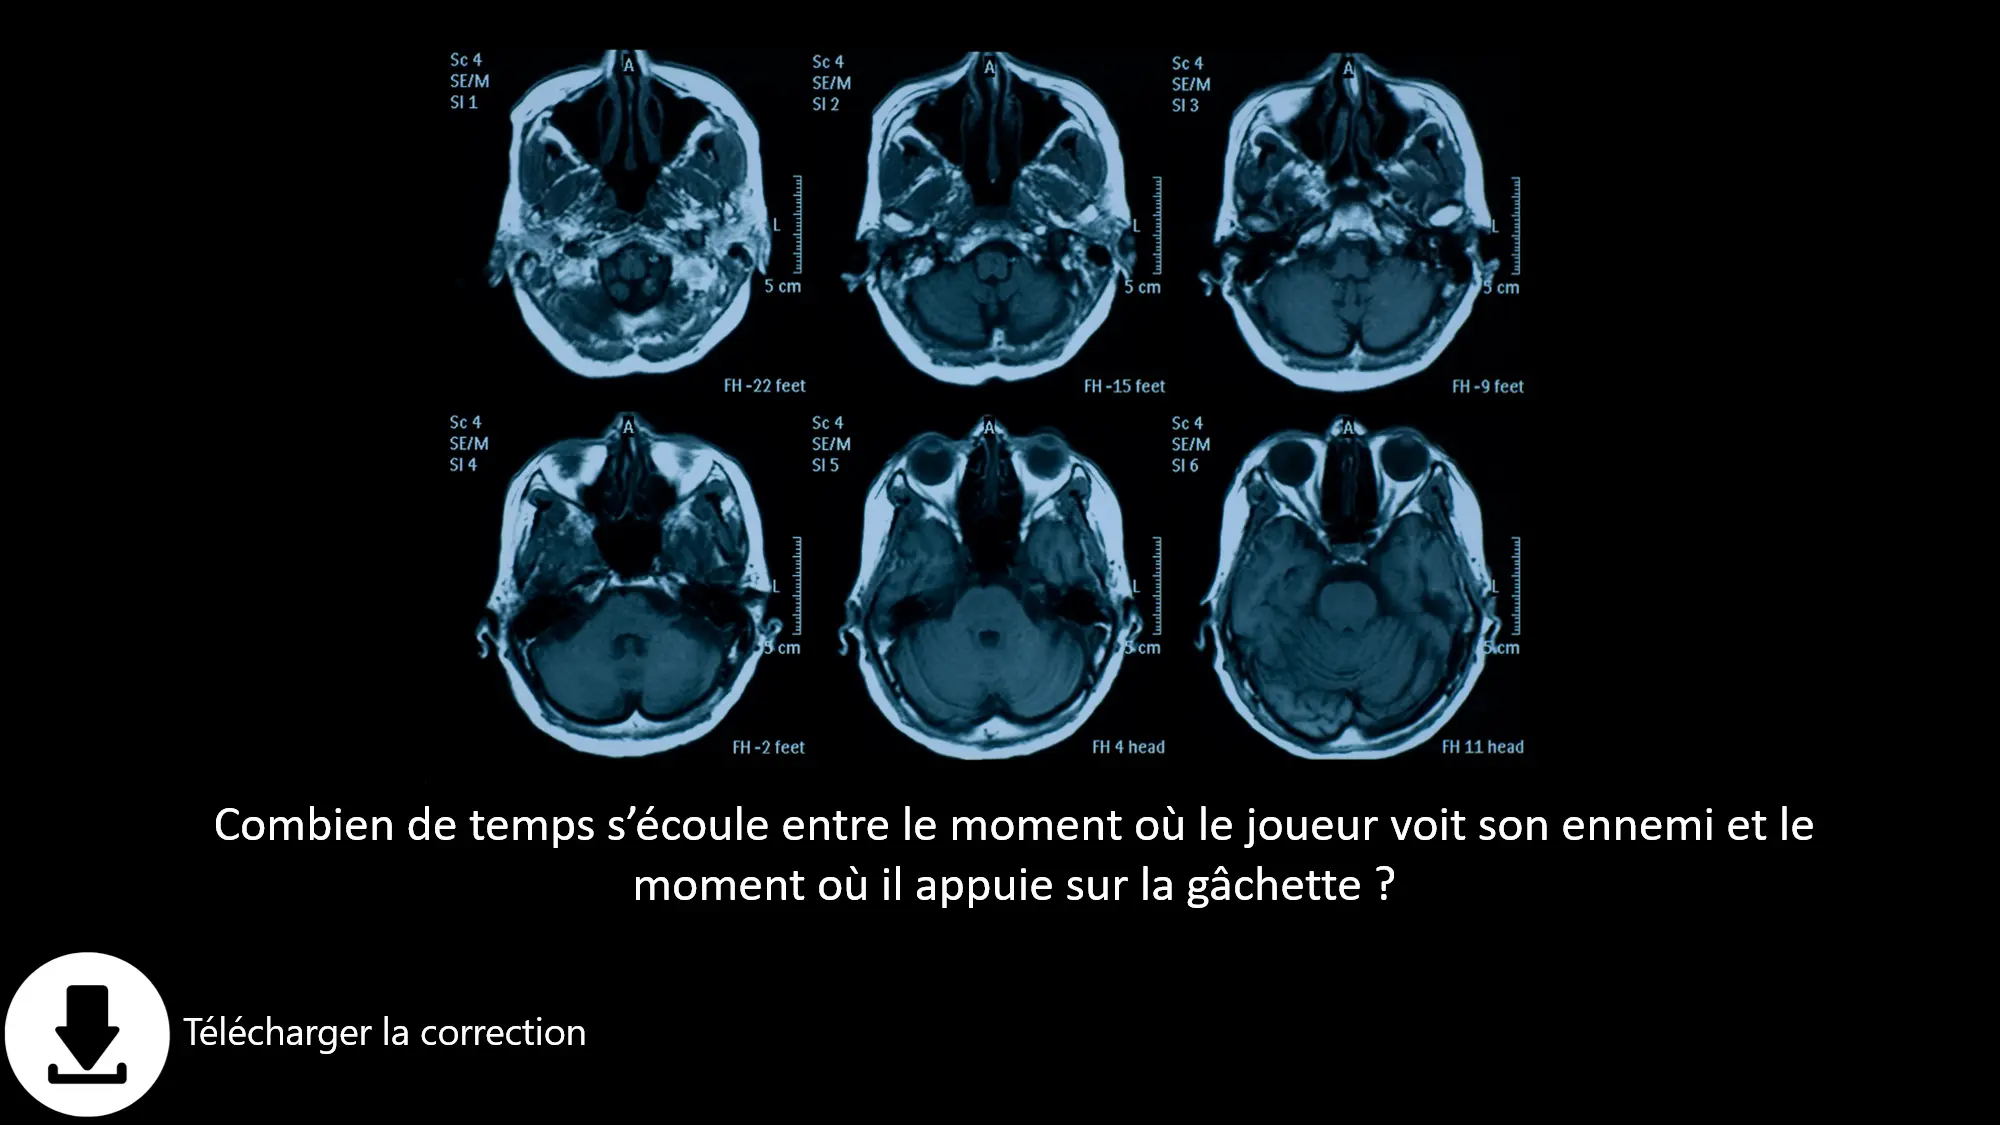 Sc 4
SE/M
SI 1
A
L
5 cm
FH -22 feet
Sc 4
SE/M
SI 2
A
L
5 cm
FH -15 feet
Sc 4
SE/M
SI 3
A
L
5 cm
FH -9 feet
Sc 4
SE/M
SI 4
A
L
5 cm
FH -2 feet
Sc 4
SE/M
SI 5
A
L
5 cm
FH 4 head
Sc 4
SE/M
SI 6
A
L
5 cm
FH 11 head
Combien de temps s’écoule entre le moment où le joueur voit son ennemi et le
moment où il appuie sur la gâchette ?
Télécharger la correction